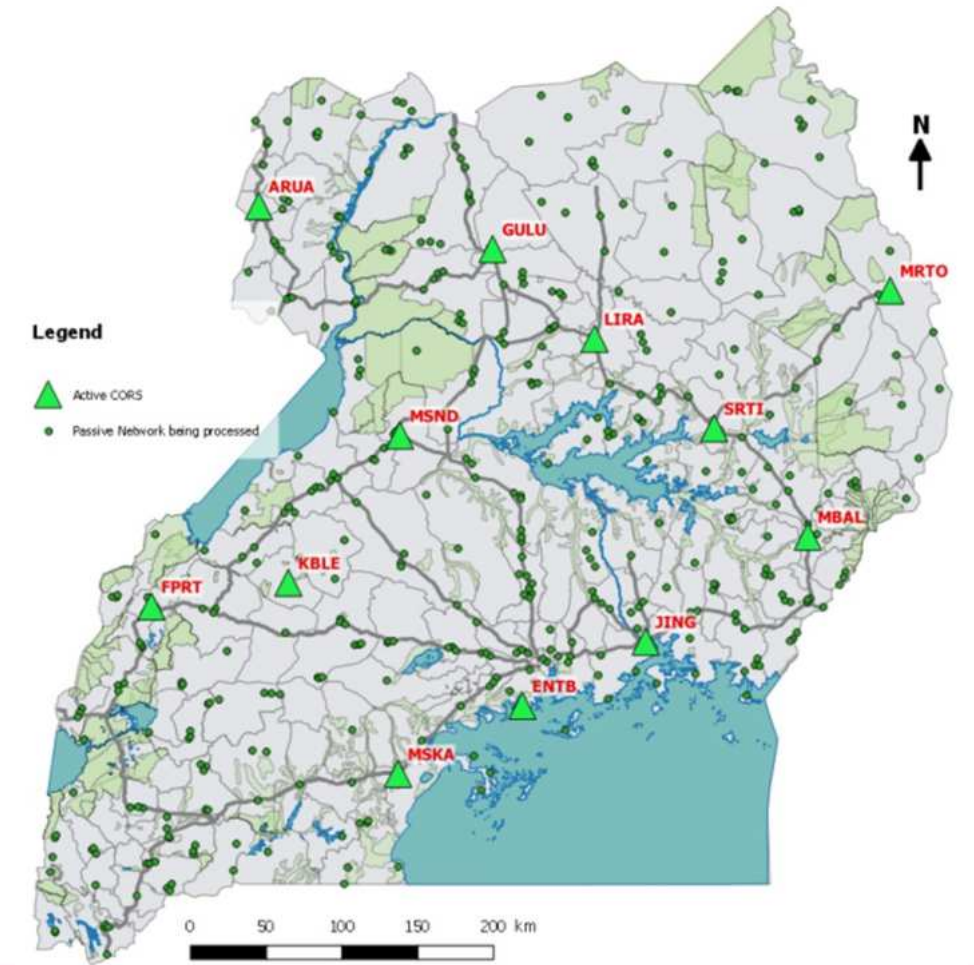 N
ARUA
GULU
MRTO
Legend
LIRA
Active CORS
MSND
SRTI
Passive Network being processed
MBAL
KBLE
FPRT
JING
ENTB
MSKA
0 50 100 150 200 km